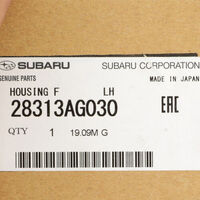 SUBARU SUBARU CORPORATION
GENUINE PARTS MADE IN JAPAN
HOUSING F LH
28313AG030 EAC
QTY 1 19.09M G